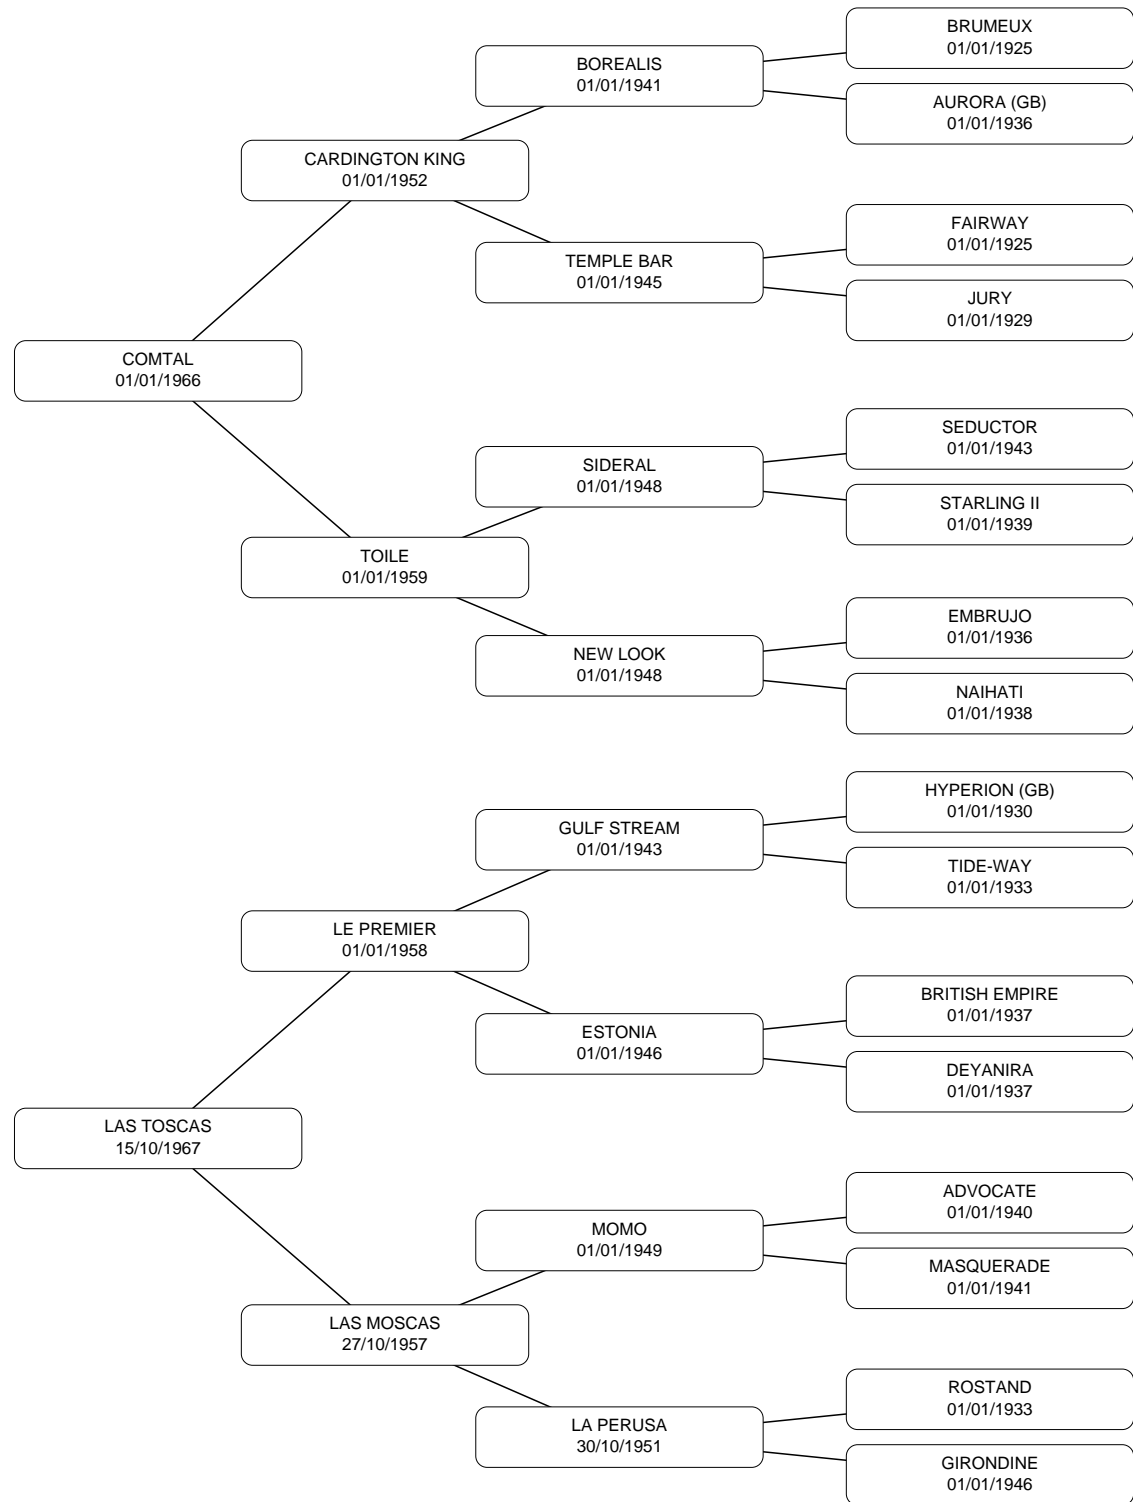 BRUMEUX
01/01/1925
BOREALIS
01/01/1941
AURORA (GB)
01/01/1936
CARDINGTON KING
01/01/1952
FAIRWAY
01/01/1925
TEMPLE BAR
01/01/1945
JURY
01/01/1929
COMTAL
01/01/1966
SEDUCTOR
01/01/1943
SIDERAL
01/01/1948
STARLING II
01/01/1939
TOILE
01/01/1959
EMBRUJO
01/01/1936
NEW LOOK
01/01/1948
NAIHATI
01/01/1938
HYPERION (GB)
01/01/1930
GULF STREAM
01/01/1943
TIDE-WAY
01/01/1933
LE PREMIER
01/01/1958
BRITISH EMPIRE
01/01/1937
ESTONIA
01/01/1946
DEYANIRA
01/01/1937
LAS TOSCAS
15/10/1967
ADVOCATE
01/01/1940
MOMO
01/01/1949
MASQUERADE
01/01/1941
LAS MOSCAS
27/10/1957
ROSTAND
01/01/1933
LA PERUSA
30/10/1951
GIRONDINE
01/01/1946